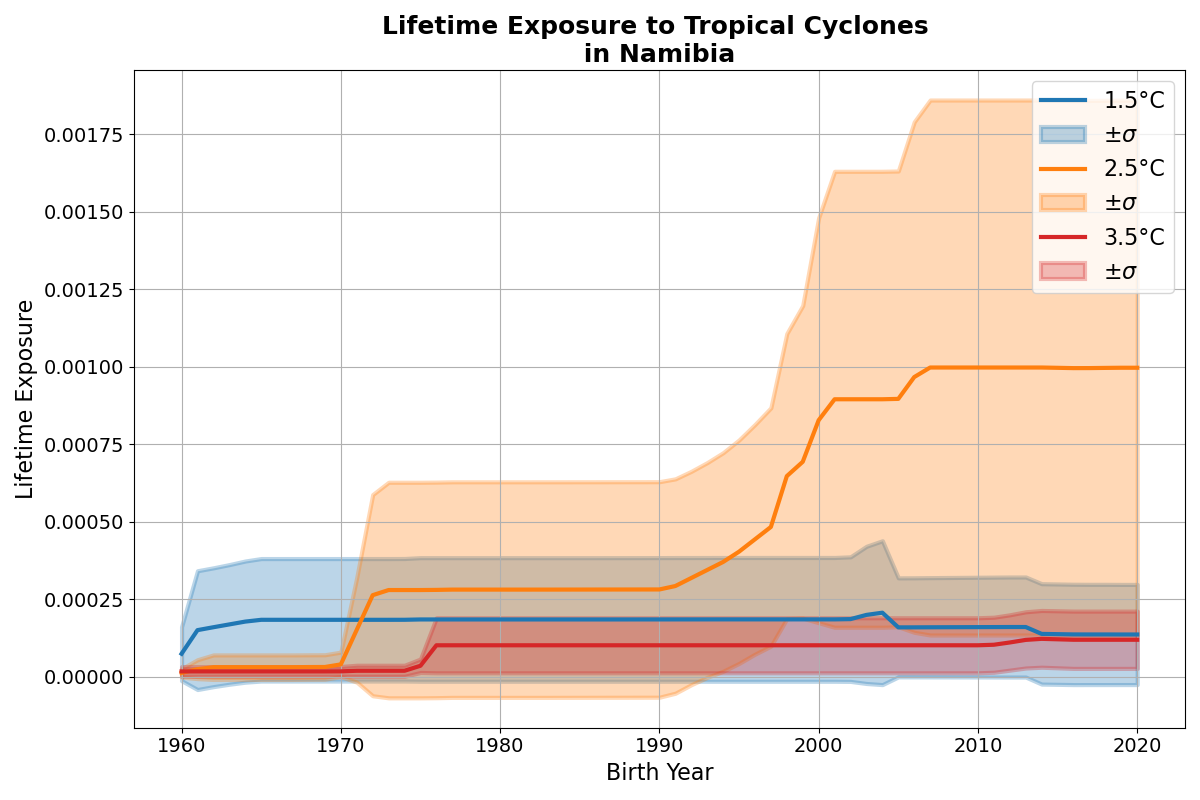 Lifetime Exposure to Tropical Cyclones
in Namibia
1.5°C
±σ
2.5°C
±σ
3.5°C
±σ
Lifetime Exposure
0.00175
0.00150
0.00125
0.00100
0.00075
0.00050
0.00025
0.00000
1960 1970 1980 1990 2000 2010 2020
Birth Year